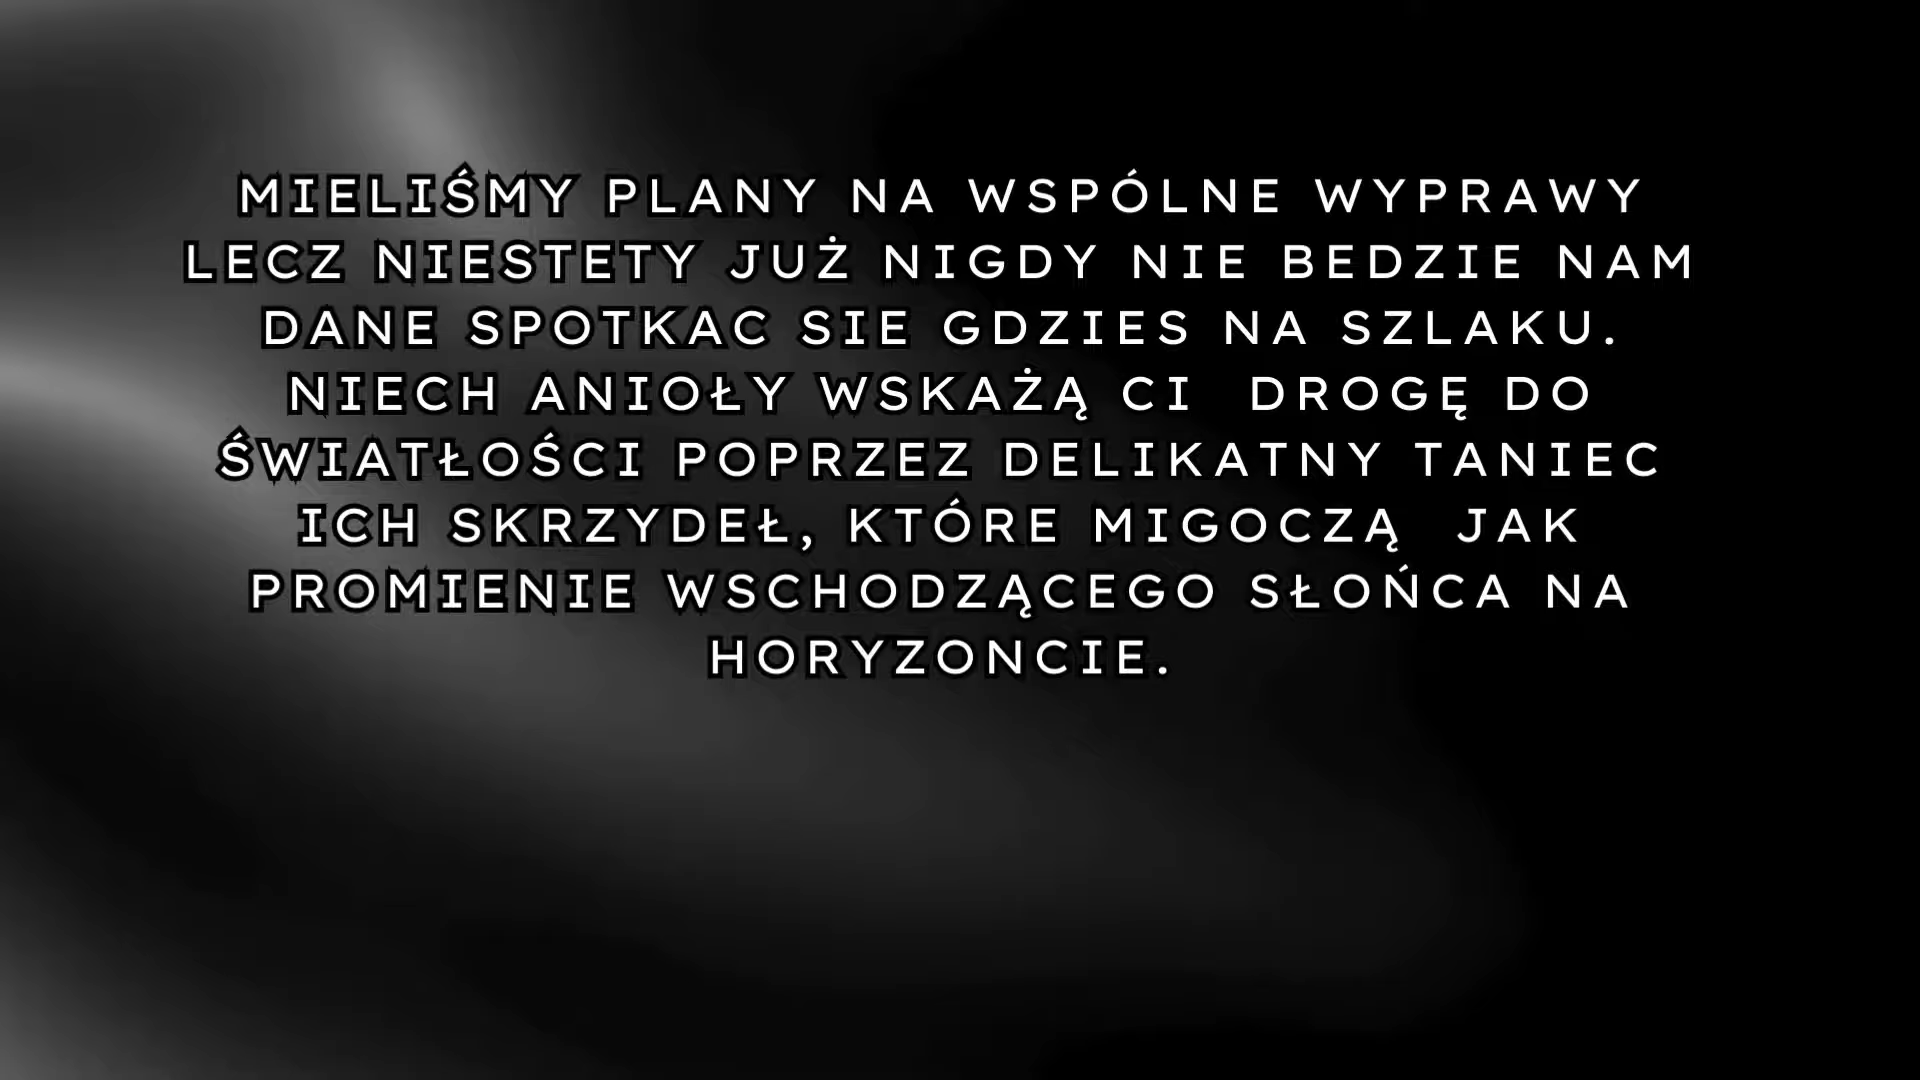 MIELIŚMY PLANY NA WSPÓLNE WYPRAWY
LECZ NIESTETY JUŻ NIGDY NIE BEDZIE NAM
DANE SPOTKAC SIE GDZIES NA SZLAKU.
NIECH ANIOŁY WSKAŻĄ CI  DROGĘ DO
ŚWIATŁOŚCI POPRZEZ DELIKATNY TANIEC
ICH SKRZYDEŁ, KTÓRE MIGOCZĄ  JAK
PROMIENIE WSCHODZĄCEGO SŁOŃCA NA
HORYZONCIE.